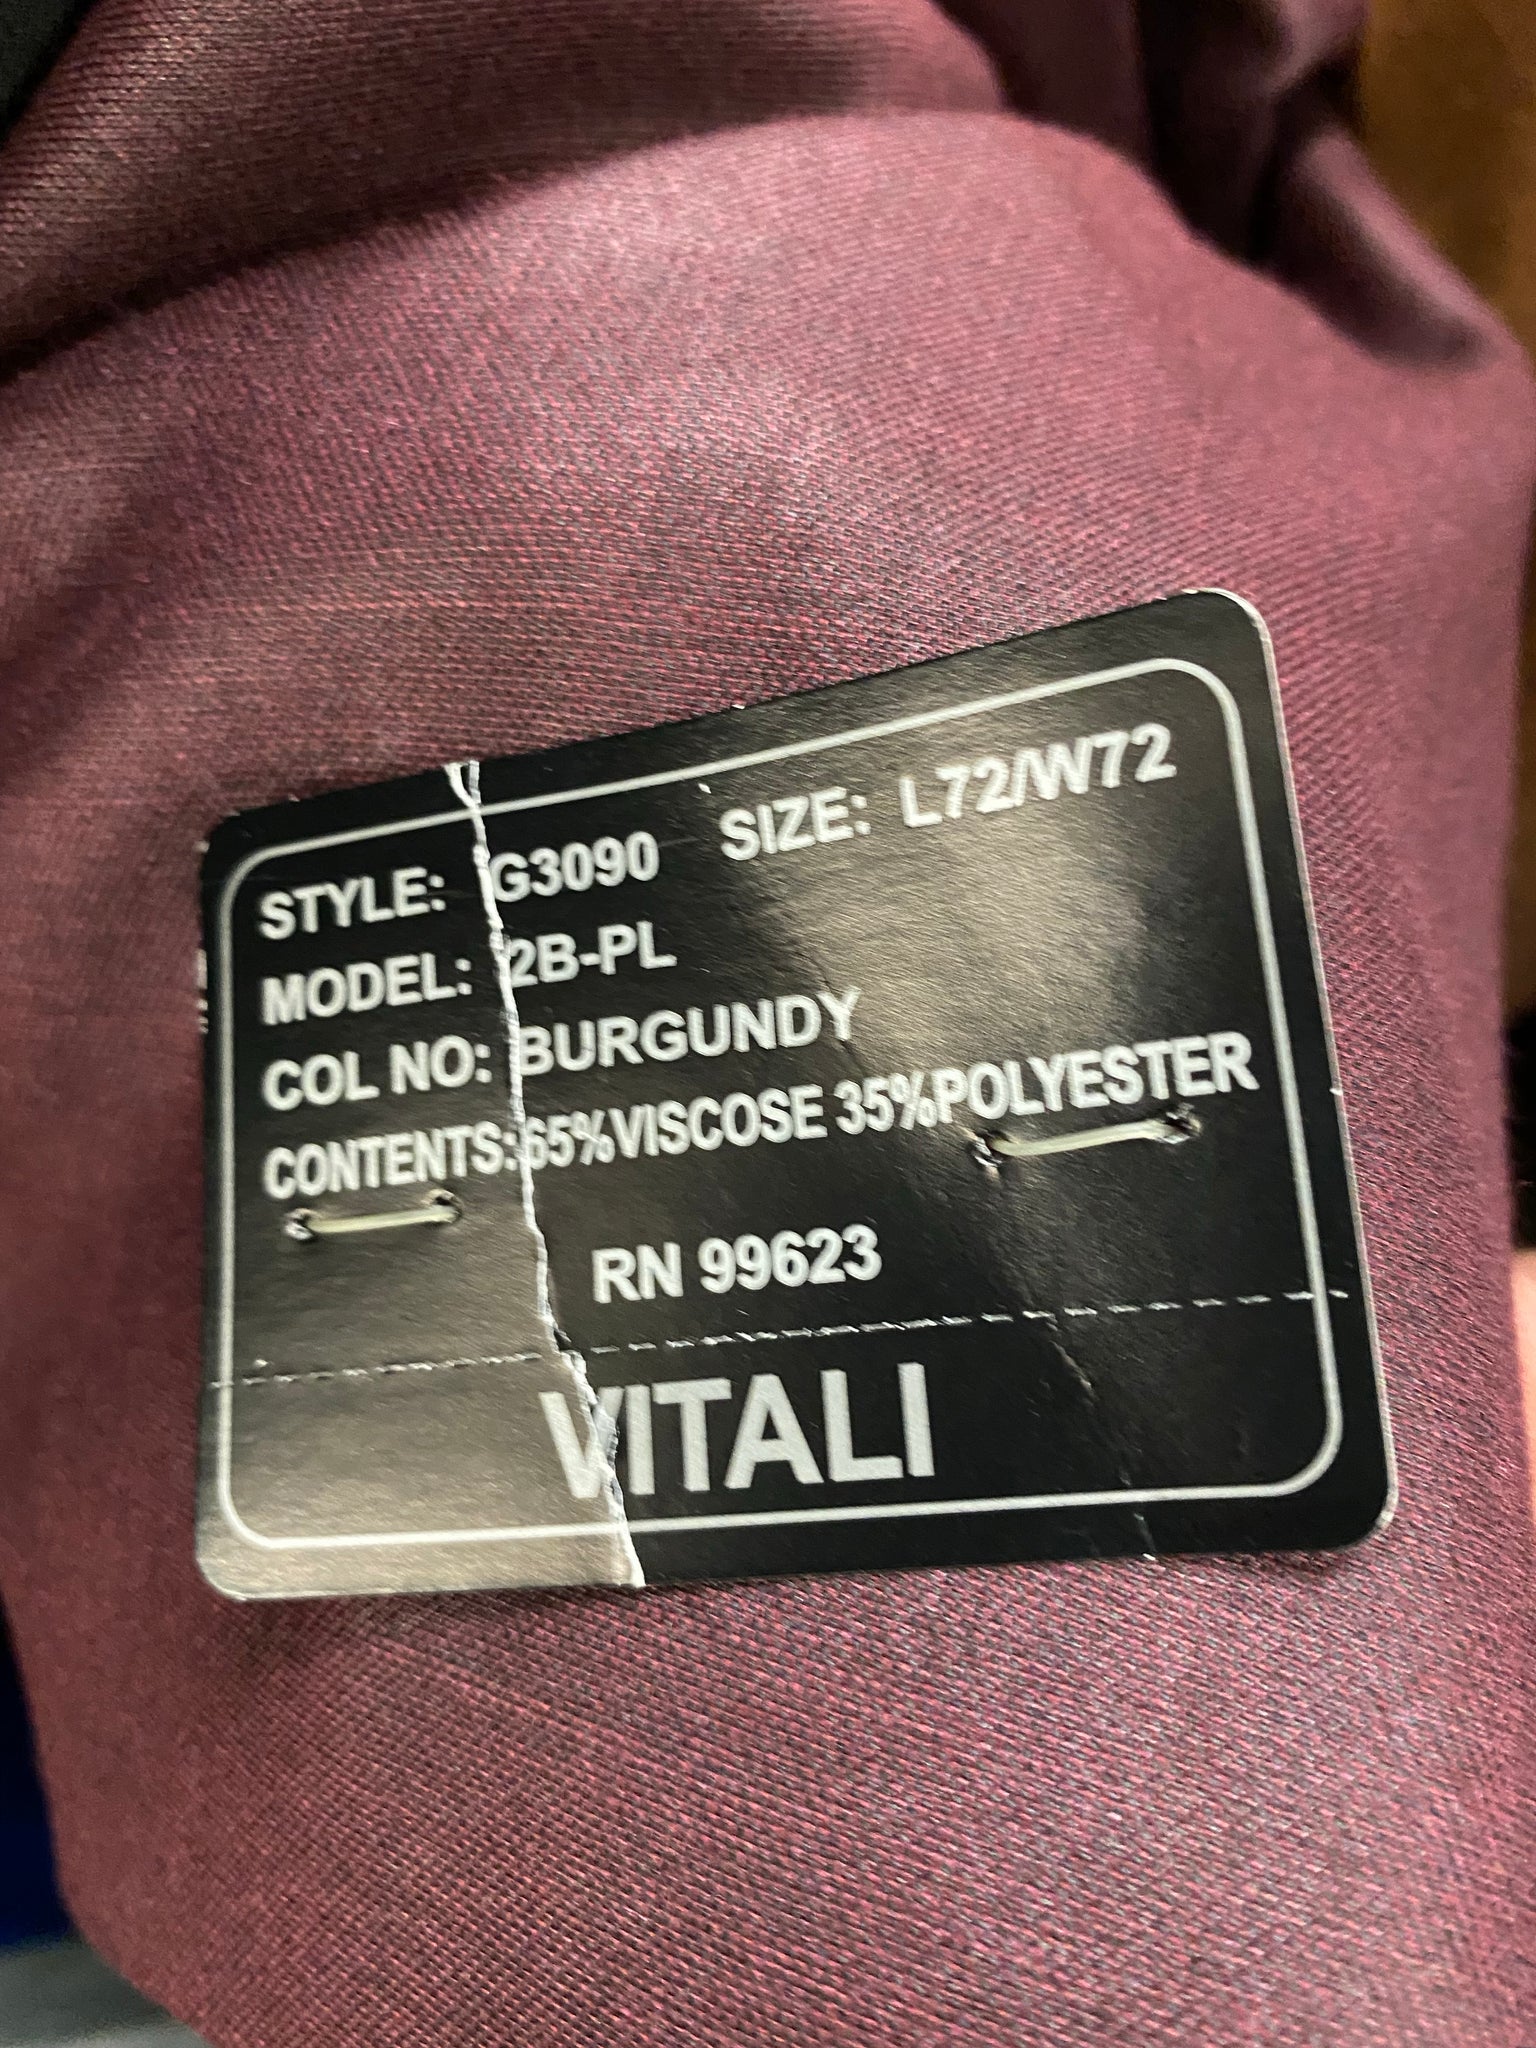 STYLE: G3090 SIZE: L72/W72
MODEL: 2B-PL
COL NO: BURGUNDY
CONTENTS:65%VISCOSE 35%POLYESTER
RN 99623
VITALI